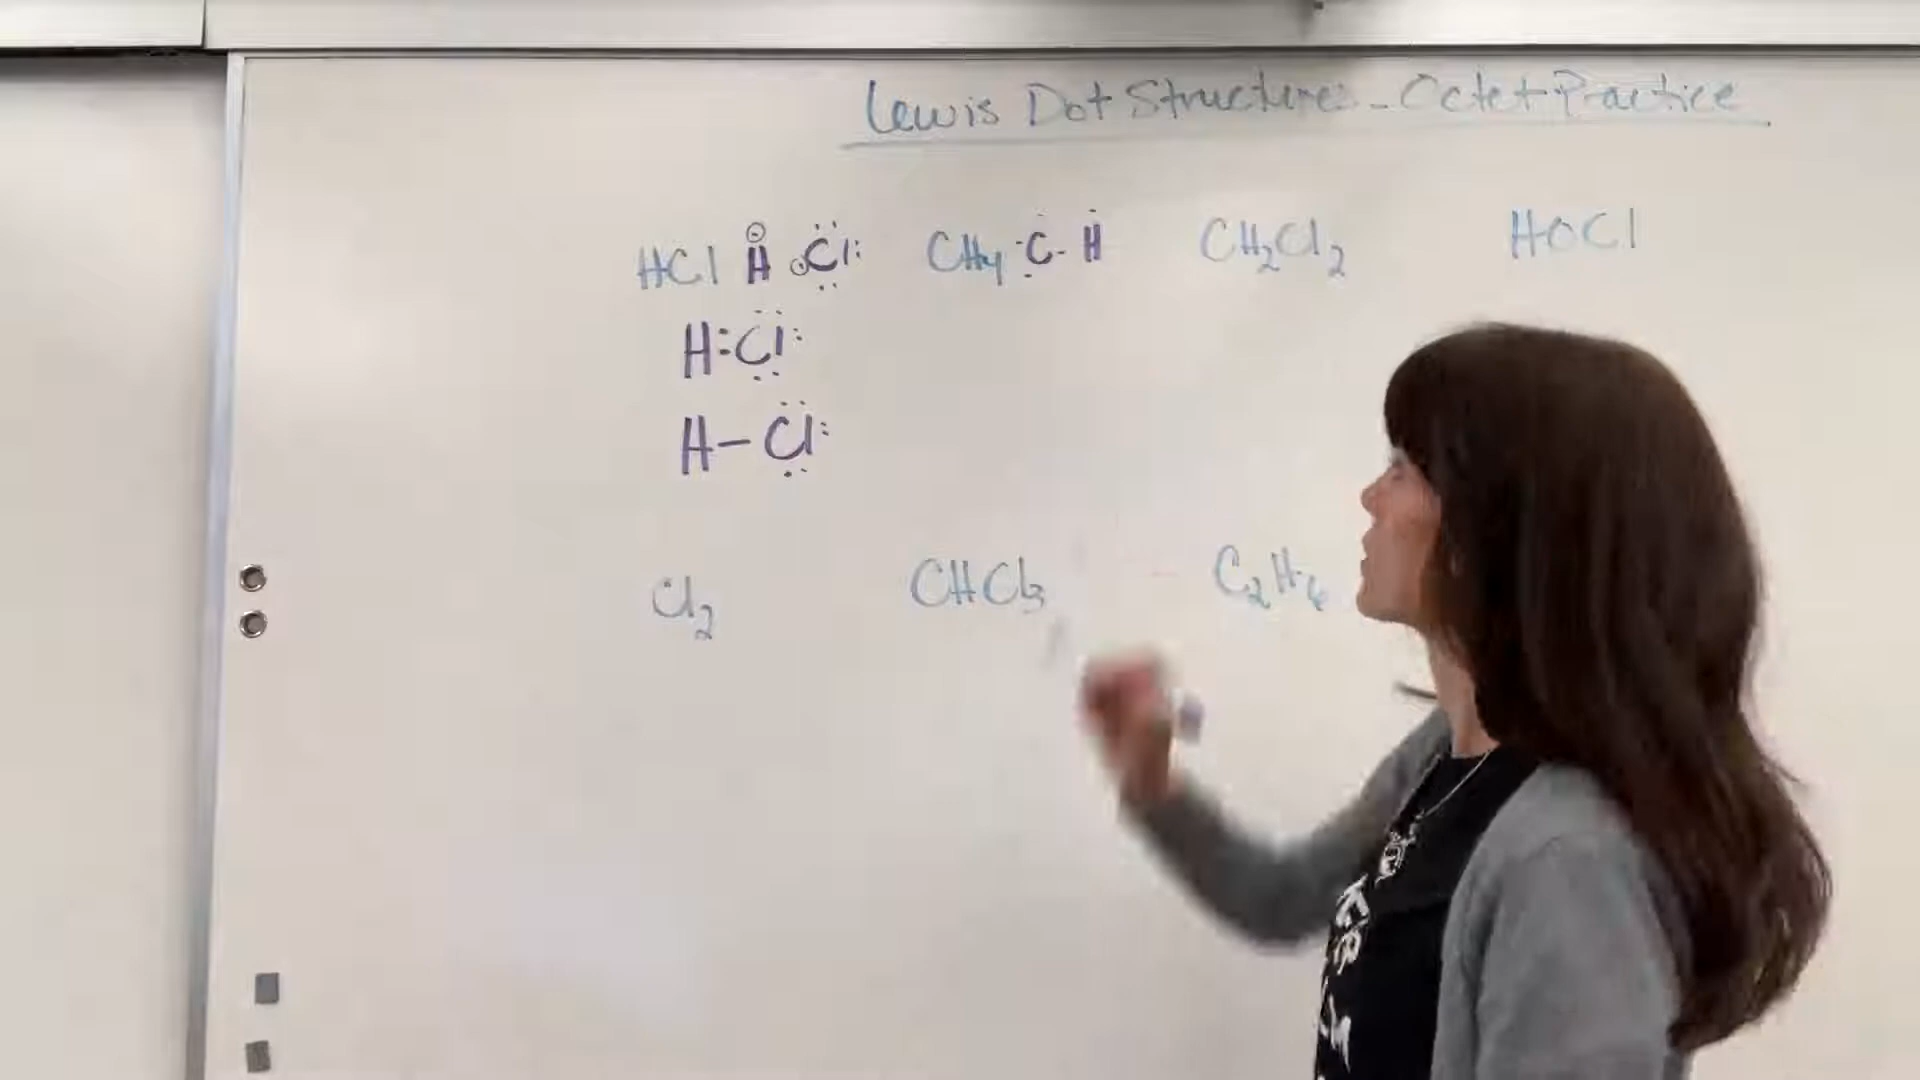 Lewis Dot Structures - Octet Practice
HCl H Cl CH4 C H CH2Cl2 HOCl
H:Cl
H-Cl
Cl2 CHCl3 C2H6